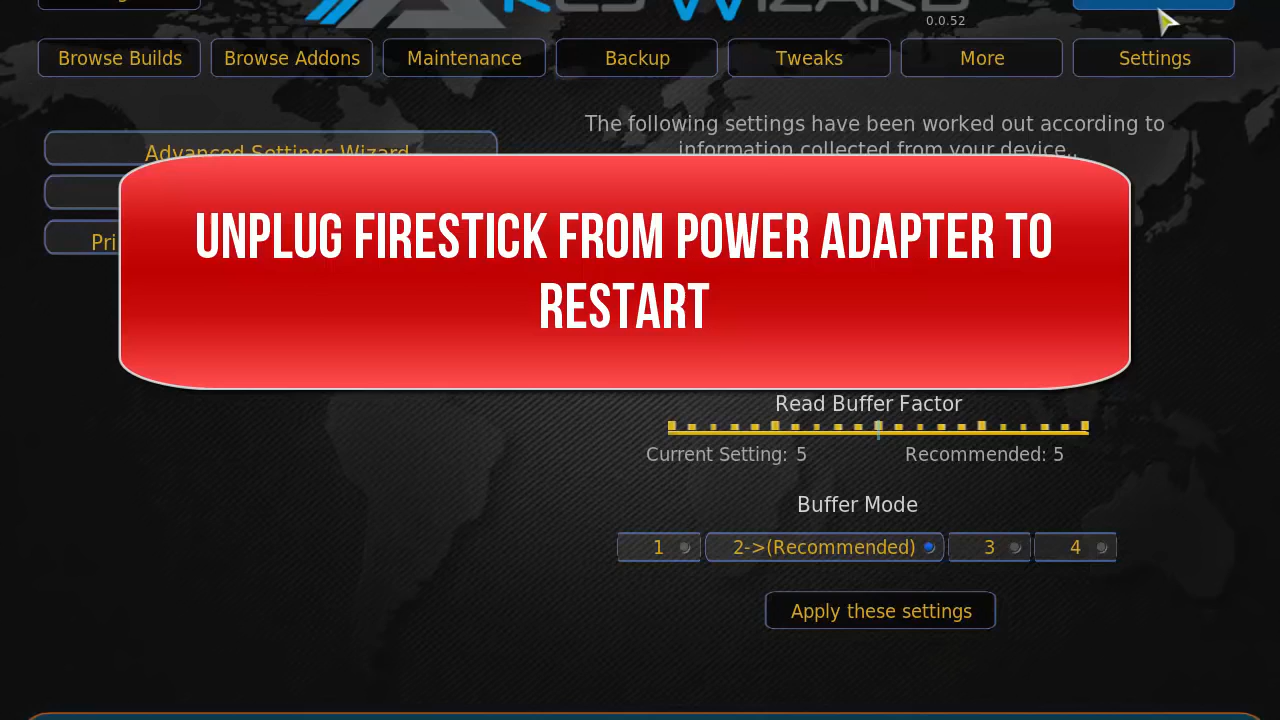 WIZARD
0.0.52
Browse Builds
Browse Addons
Maintenance
Backup
Tweaks
More
Settings
The following settings have been worked out according to
information collected from your device..
Advanced Settings Wizard
Pri
UNPLUG FIRESTICK FROM POWER ADAPTER TO
RESTART
Read Buffer Factor
Current Setting: 5
Recommended: 5
Buffer Mode
1
2->(Recommended)
3
4
Apply these settings